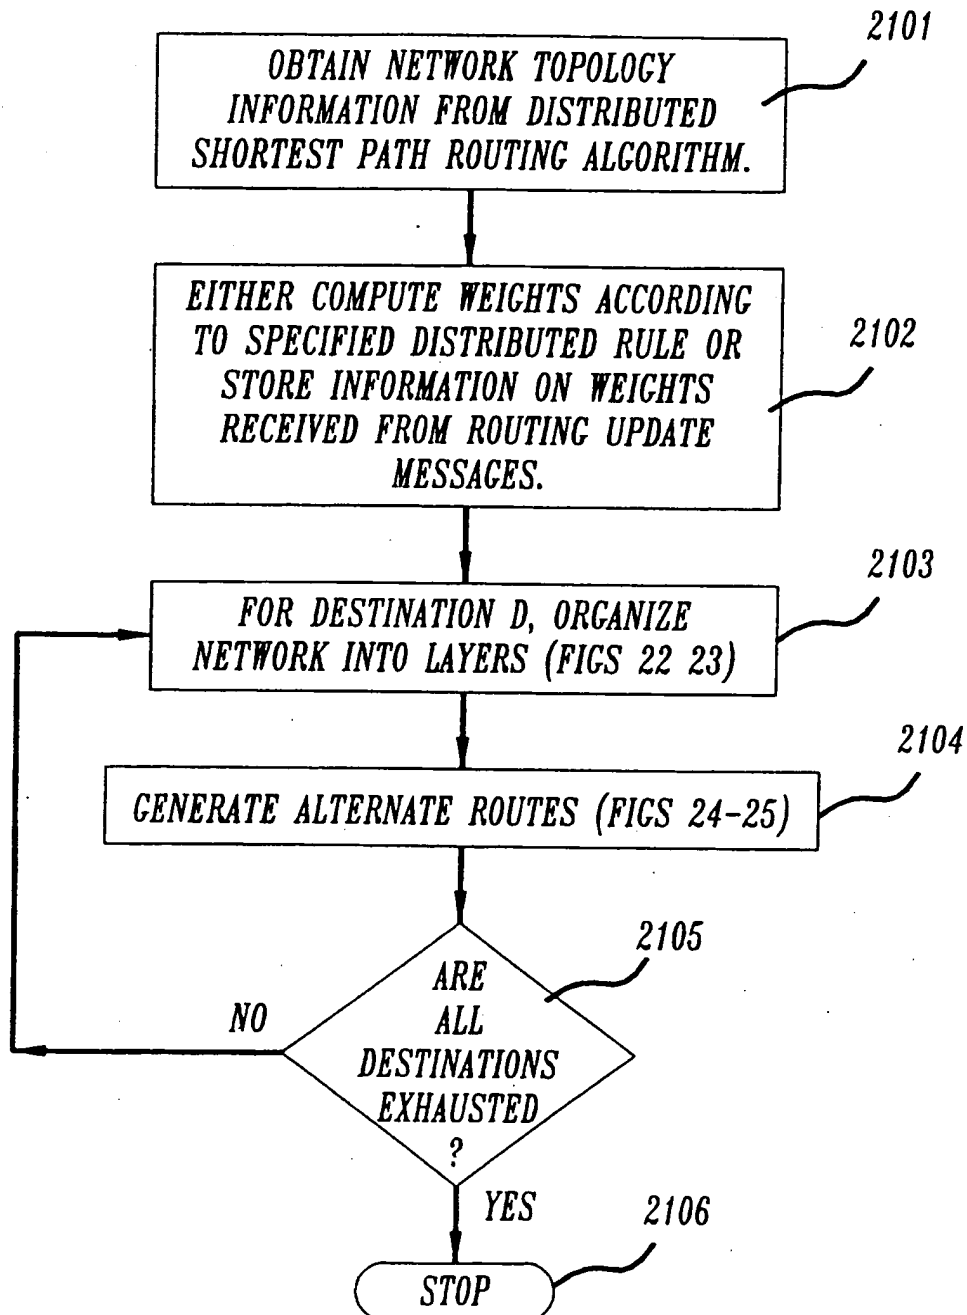 2101
OBTAIN NETWORK TOPOLOGY
INFORMATION FROM DISTRIBUTED
SHORTEST PATH ROUTING ALGORITHM.
EITHER COMPUTE WEIGHTS ACCORDING
TO SPECIFIED DISTRIBUTED RULE OR
STORE INFORMATION ON WEIGHTS
RECEIVED FROM ROUTING UPDATE
MESSAGES.
2102
2103
FOR DESTINATION D, ORGANIZE
NETWORK INTO LAYERS (FIGS 22 23)
2104
GENERATE ALTERNATE ROUTES (FIGS 24-25)
2105
ARE
ALL
DESTINATIONS
EXHAUSTED
?
NO
YES
2106
STOP